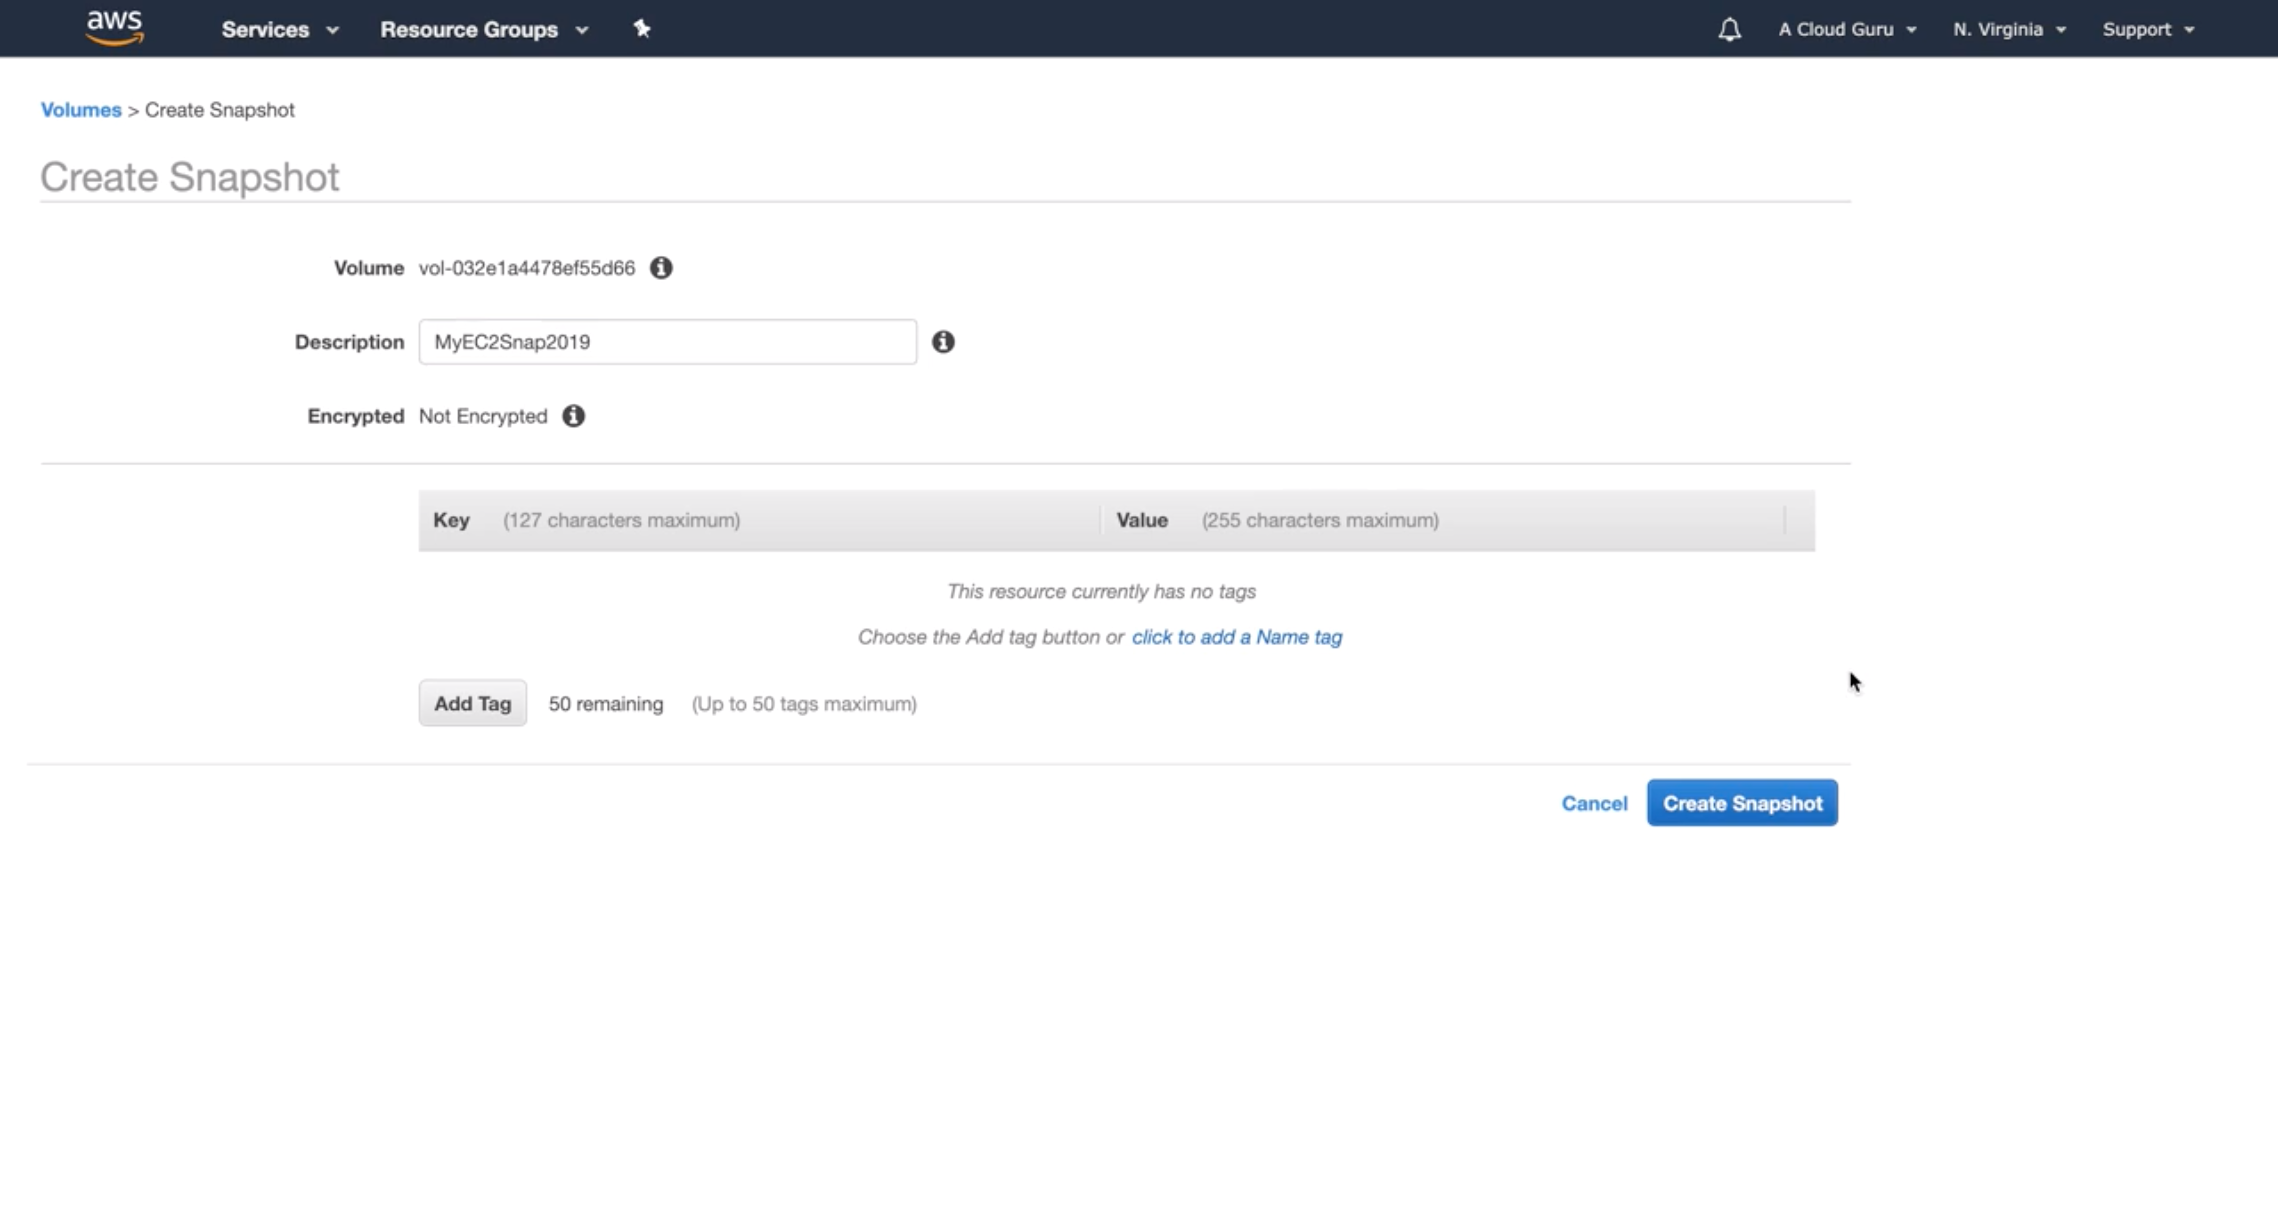 aws Services Resource Groups A Cloud Guru N. Virginia Support
Volumes > Create Snapshot
Create Snapshot
Volume vol-032e1a4478ef55d66
Description MyEC2Snap2019
Encrypted Not Encrypted
Key (127 characters maximum) Value (255 characters maximum)
This resource currently has no tags
Choose the Add tag button or click to add a Name tag
Add Tag 50 remaining (Up to 50 tags maximum)
Cancel Create Snapshot